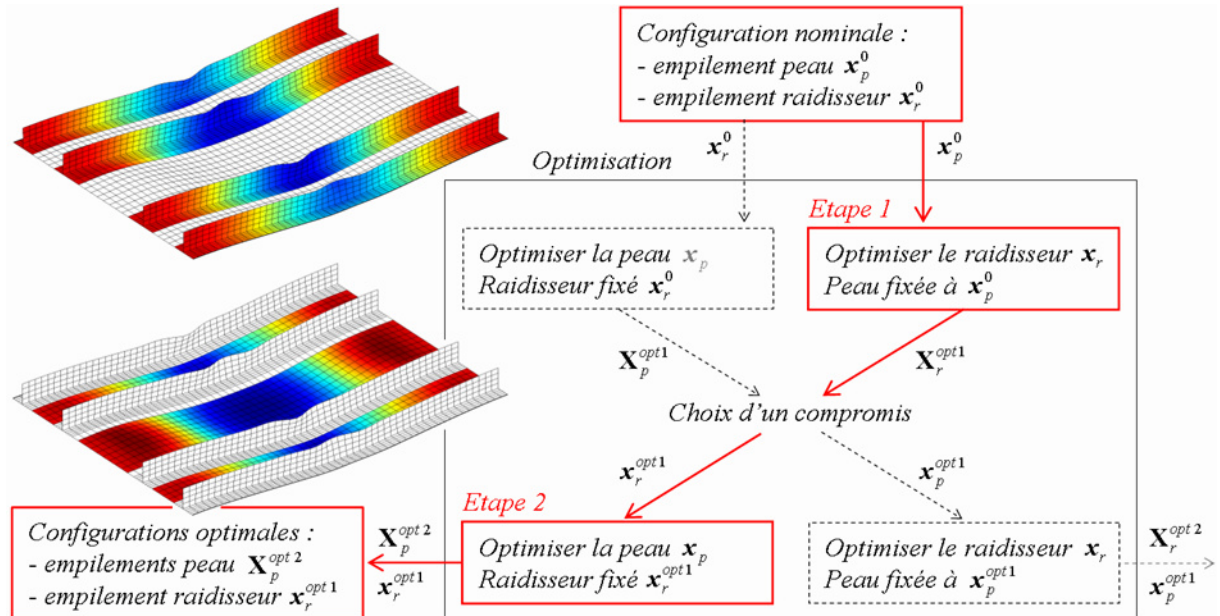 Configuration nominale :
- empilement peau x_p^0
- empilement raidisseur x_r^0
x_r^0
x_p^0
Optimisation
Etape 1
Optimiser la peau x_p
Raidisseur fixé x_r^0
Optimiser le raidisseur x_r
Peau fixée à x_p^0
X_p^{opt1}
X_r^{opt1}
Choix d'un compromis
x_r^{opt1}
x_p^{opt1}
Etape 2
Configurations optimales :
- empilements peau X_p^{opt2}
- empilement raidisseur x_r^{opt1}
X_p^{opt2}
x_r^{opt1}
Optimiser la peau x_p
Raidisseur fixé x_r^{opt1}
Optimiser le raidisseur x_r
Peau fixée à x_p^{opt1}
X_r^{opt2}
x_p^{opt1}